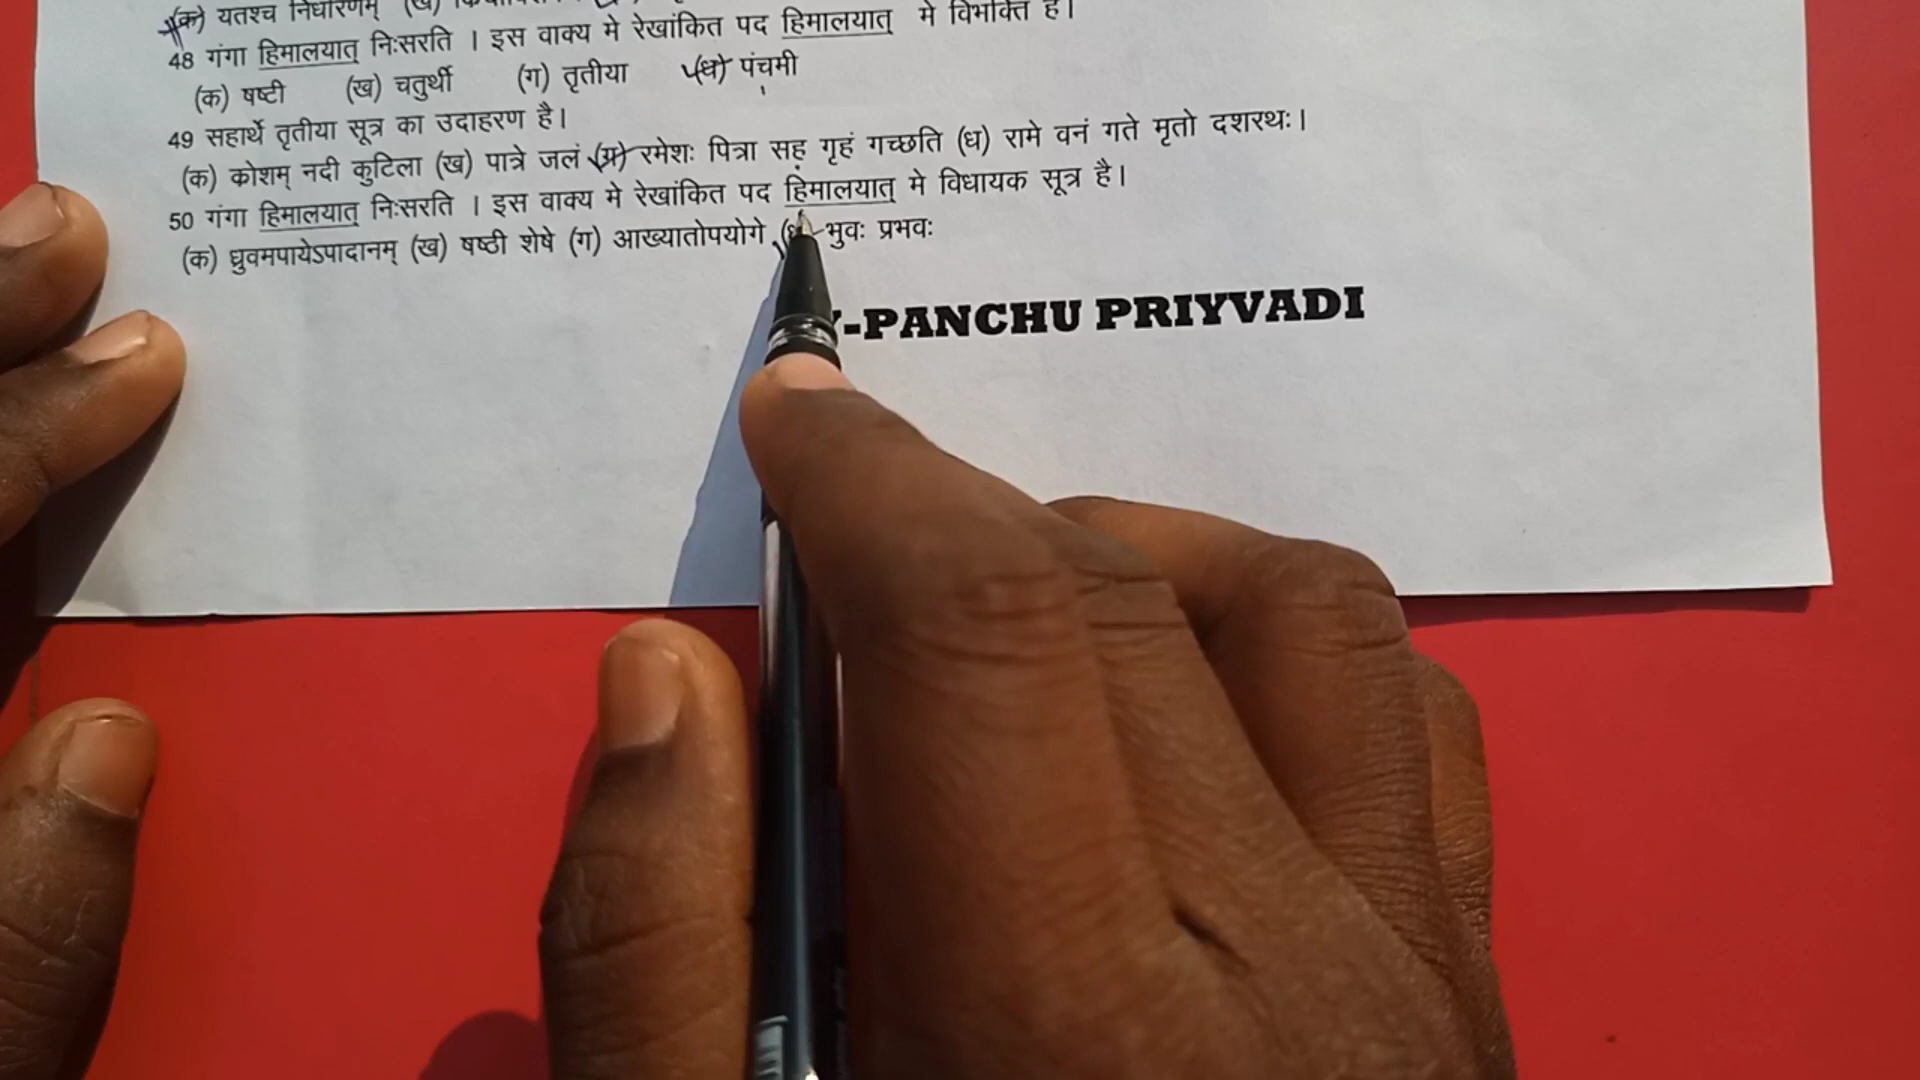 (क) यतश्च निर्धारणम् (ख)
48 गंगा हिमालयात् निःसरति । इस वाक्य मे रेखांकित पद हिमालयात् मे विभक्ति है।
(क) षष्टी (ख) चतुर्थी (ग) तृतीया (ध) पंचमी
49 सहार्थे तृतीया सूत्र का उदाहरण है।
(क) कोशम् नदी कुटिला (ख) पात्रे जलं (ग) रमेशः पित्रा सह गृहं गच्छति (ध) रामे वनं गते मृतो दशरथः।
50 गंगा हिमालयात् निःसरति । इस वाक्य मे रेखांकित पद हिमालयात् मे विधायक सूत्र है।
(क) ध्रुवमपायेऽपादानम् (ख) षष्ठी शेषे (ग) आख्यातोपयोगे (ध) भुवः प्रभवः
-PANCHU PRIYVADI